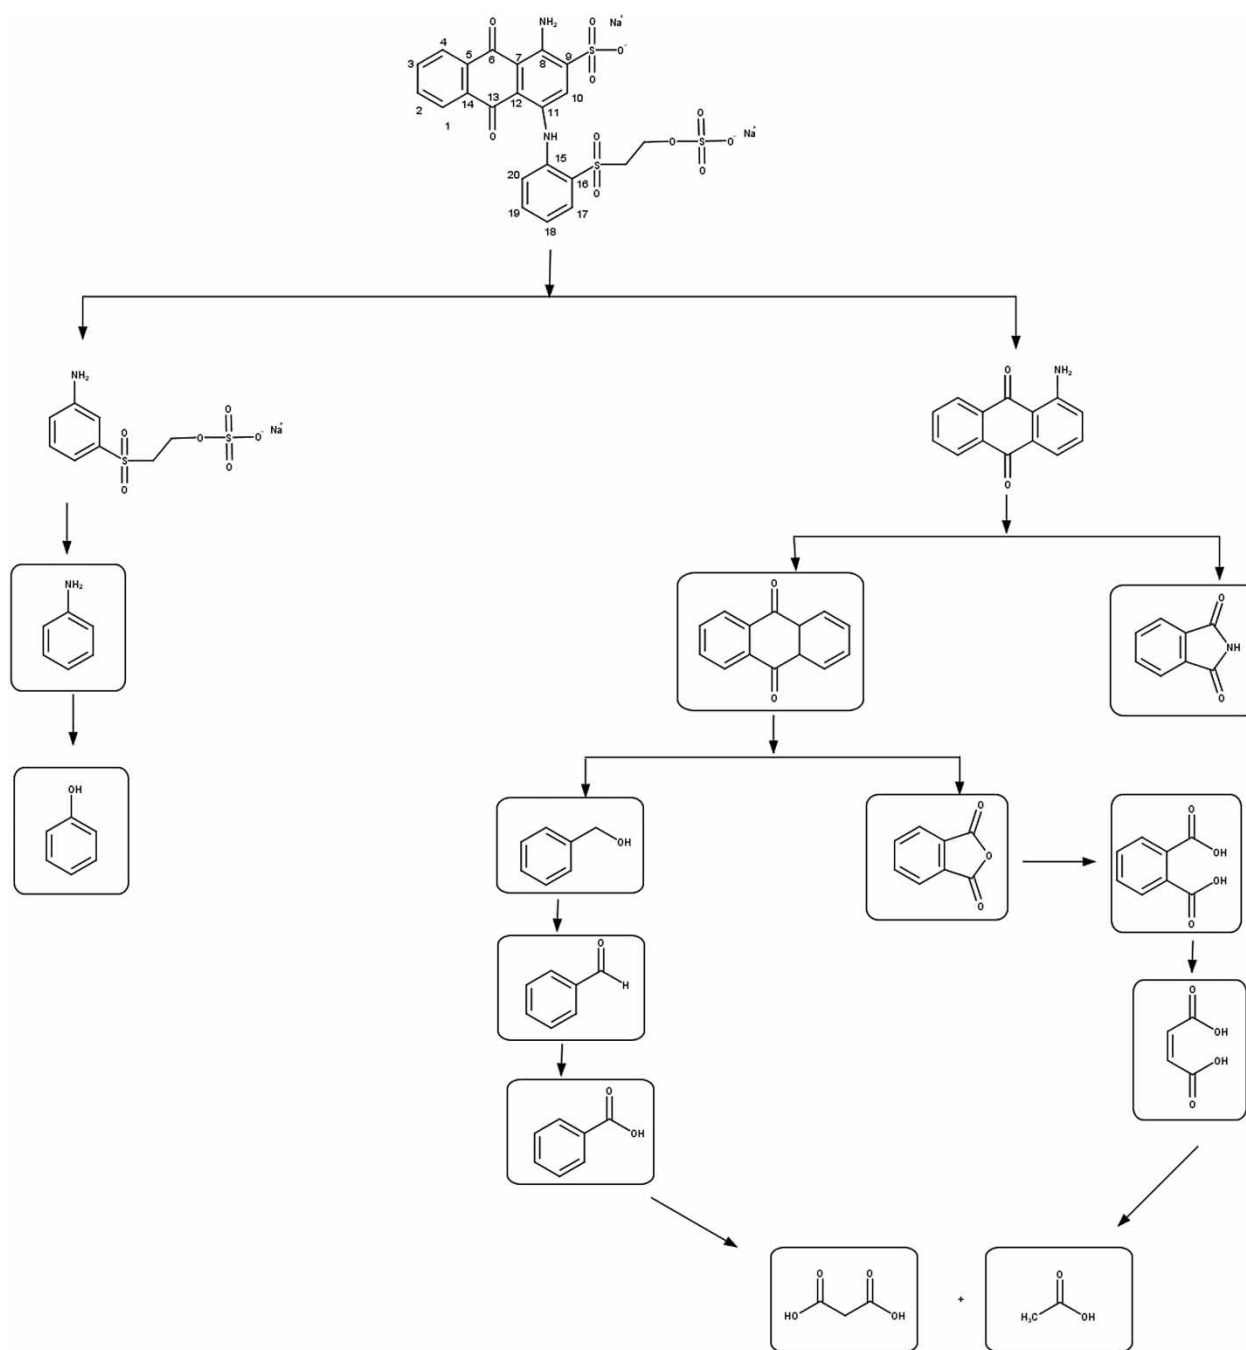 O NH₂ O Na⁺
4 5 6 7 8 9 S O⁻
3 O
13 10
2 14 12 11
1 O NH O O Na⁺
15 S O S O⁻
20 16 O O
19 17
18
NH₂ O NH₂
O O Na⁺
O S O⁻
S O
O O
NH₂ O O
NH
O O
OH O O
OH O OH
O OH
O
O O
H OH
OH
O O
OH
O O O
HO OH + H₃C OH